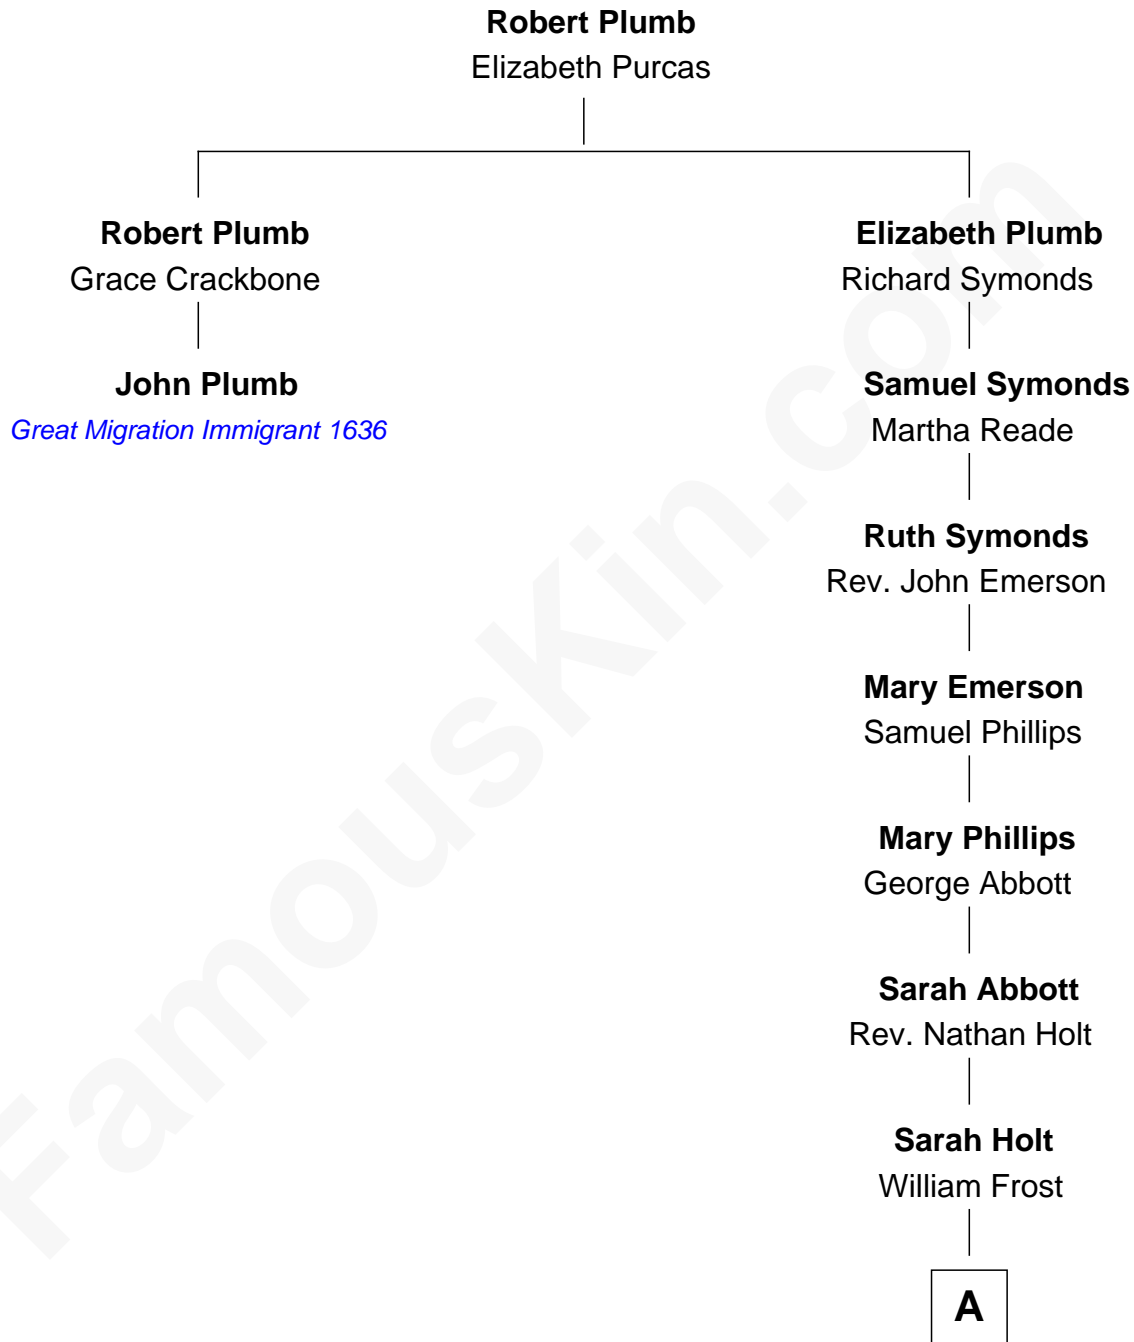 Robert Plumb
Elizabeth Purcas
Robert Plumb
Grace Crackbone
John Plumb
Great Migration Immigrant 1636
Elizabeth Plumb
Richard Symonds
Samuel Symonds
Martha Reade
Ruth Symonds
Rev. John Emerson
Mary Emerson
Samuel Phillips
Mary Phillips
George Abbott
Sarah Abbott
Rev. Nathan Holt
Sarah Holt
William Frost
A
FamousKin.com